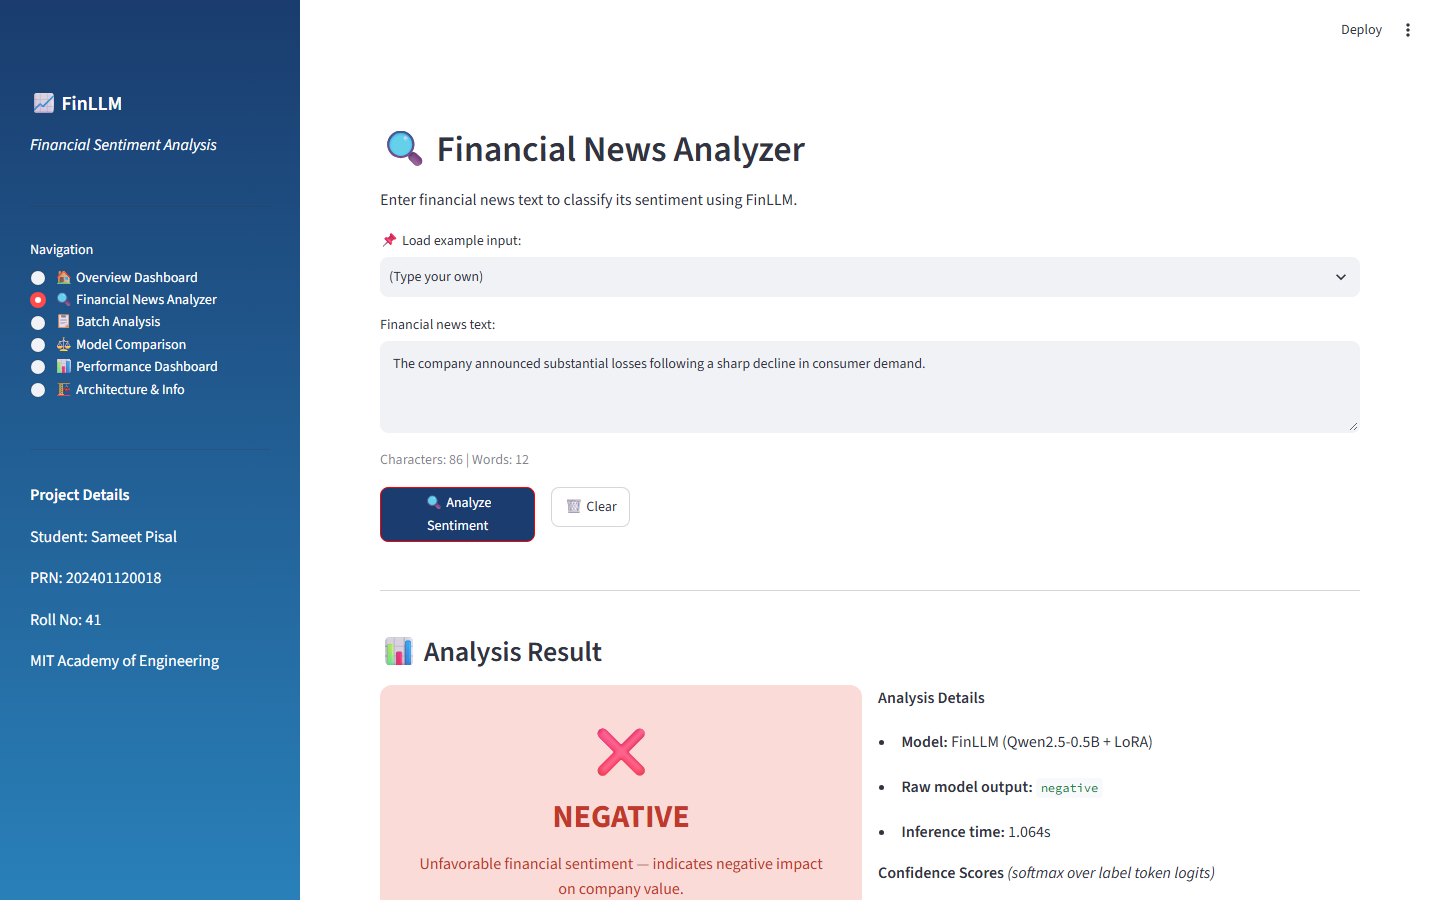 Deploy
FinLLM
Financial Sentiment Analysis
Navigation
Overview Dashboard
Financial News Analyzer
Batch Analysis
Model Comparison
Performance Dashboard
Architecture & Info
Project Details
Student: Sameet Pisal
PRN: 202401120018
Roll No: 41
MIT Academy of Engineering
Financial News Analyzer
Enter financial news text to classify its sentiment using FinLLM.
Load example input:
(Type your own)
Financial news text:
The company announced substantial losses following a sharp decline in consumer demand.
Characters: 86 | Words: 12
Analyze
Sentiment
Clear
Analysis Result
NEGATIVE
Unfavorable financial sentiment — indicates negative impact
on company value.
Analysis Details
Model: FinLLM (Qwen2.5-0.5B + LoRA)
Raw model output: negative
Inference time: 1.064s
Confidence Scores (softmax over label token logits)